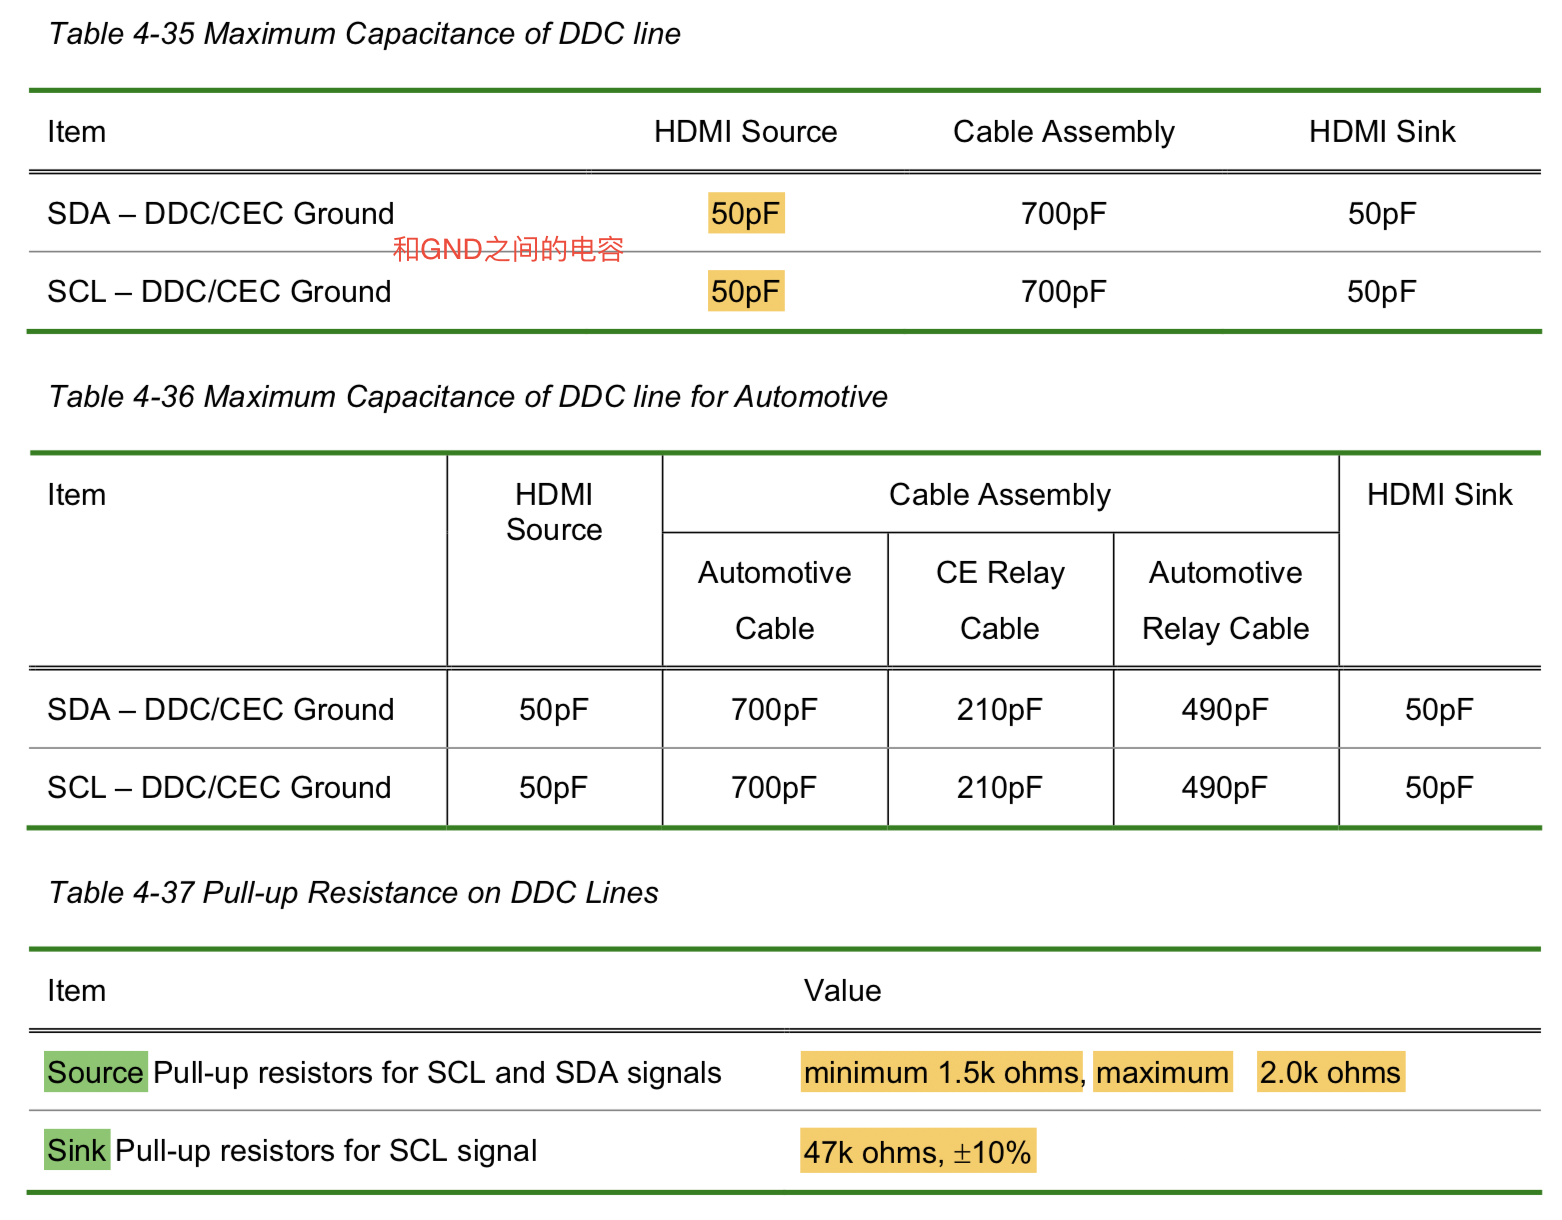 Table 4-35 Maximum Capacitance of DDC line
Item HDMI Source Cable Assembly HDMI Sink
SDA – DDC/CEC Ground 50pF 700pF 50pF
和GND之间的电容
SCL – DDC/CEC Ground 50pF 700pF 50pF
Table 4-36 Maximum Capacitance of DDC line for Automotive
Item HDMI Source Cable Assembly HDMI Sink
Automotive Cable CE Relay Cable Automotive Relay Cable
SDA – DDC/CEC Ground 50pF 700pF 210pF 490pF 50pF
SCL – DDC/CEC Ground 50pF 700pF 210pF 490pF 50pF
Table 4-37 Pull-up Resistance on DDC Lines
Item Value
Source Pull-up resistors for SCL and SDA signals minimum 1.5k ohms, maximum 2.0k ohms
Sink Pull-up resistors for SCL signal 47k ohms, ±10%